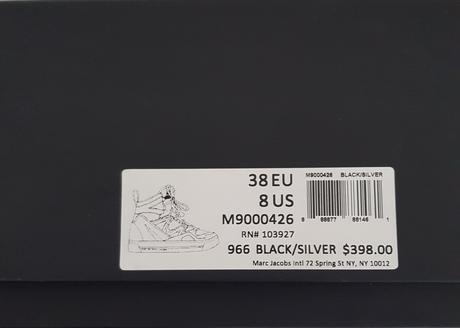 38 EU
8 US
M9000426
RN# 103927
966 BLACK/SILVER $398.00
Marc Jacobs Intl 72 Spring St NY, NY 10012
M9000426 BLACK/SILVER